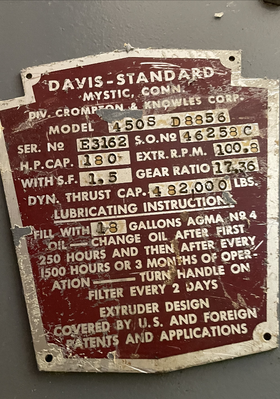 DAVIS-STANDARD
MYSTIC, CONN.
DIV. CROMPTON & KNOWLES CORP.
MODEL 450S D8856
SER. NO E3162 S.O. NO 46258C
H.P. CAP. 180 EXTR. R.P.M. 100.8
WITH S.F. 1.5 GEAR RATIO 17.36
DYN. THRUST CAP. 482,000 LBS.
LUBRICATING INSTRUCTION
FILL WITH 18 GALLONS AGMA NO 4
OIL — CHANGE OIL AFTER FIRST
250 HOURS AND THEN AFTER EVERY
1500 HOURS OR 3 MONTHS OF OPER-
ATION — TURN HANDLE ON
FILTER EVERY 2 DAYS
EXTRUDER DESIGN
COVERED BY U.S. AND FOREIGN
PATENTS AND APPLICATIONS